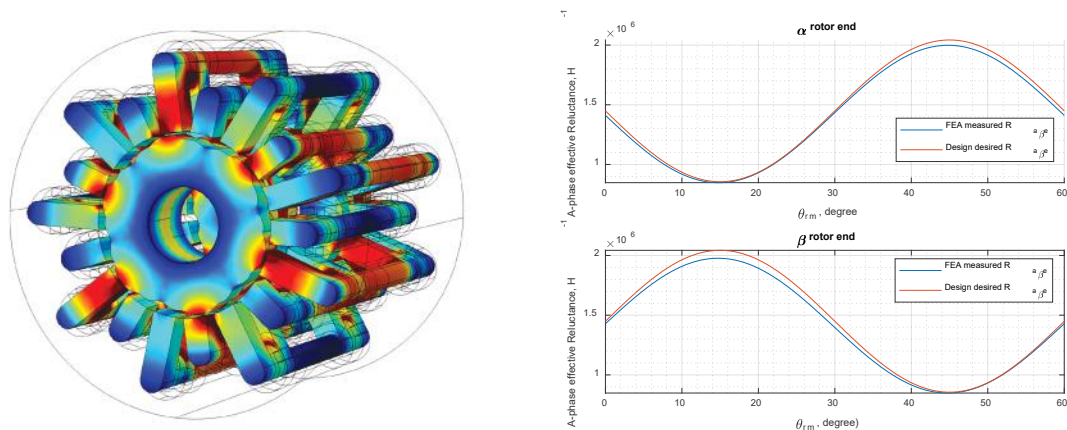 -1
× 10 6
α rotor end
A-phase effective Reluctance, H
2
1.5
1
FEA measured R a β e
Design desired R a β e
0 10 20 30 40 50 60
θ r m , degree
-1
× 10 6
β rotor end
A-phase effective Reluctance, H
2
1.5
1
FEA measured R a β e
Design desired R a β e
0 10 20 30 40 50 60
θ r m , degree)